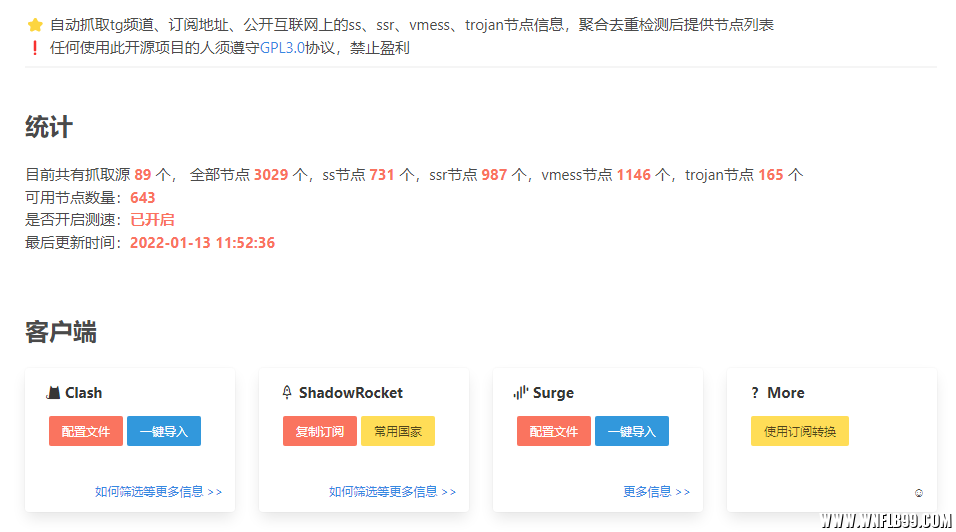 自动抓取tg频道、订阅地址、公开互联网上的ss、ssr、vmess、trojan节点信息，聚合去重检测后提供节点列表
任何使用此开源项目的人须遵守GPL3.0协议，禁止盈利
统计
目前共有抓取源 89 个， 全部节点 3029 个，ss节点 731 个，ssr节点 987 个，vmess节点 1146 个，trojan节点 165 个
可用节点数量：643
是否开启测速：已开启
最后更新时间：2022-01-13 11:52:36
客户端
Clash
配置文件 一键导入
如何筛选等更多信息 >>
ShadowRocket
复制订阅 常用国家
如何筛选等更多信息 >>
Surge
配置文件 一键导入
更多信息 >>
? More
使用订阅转换
WWW.WNFLB99.COM